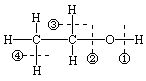 H H
③
H C C O H
④ H H ② ①